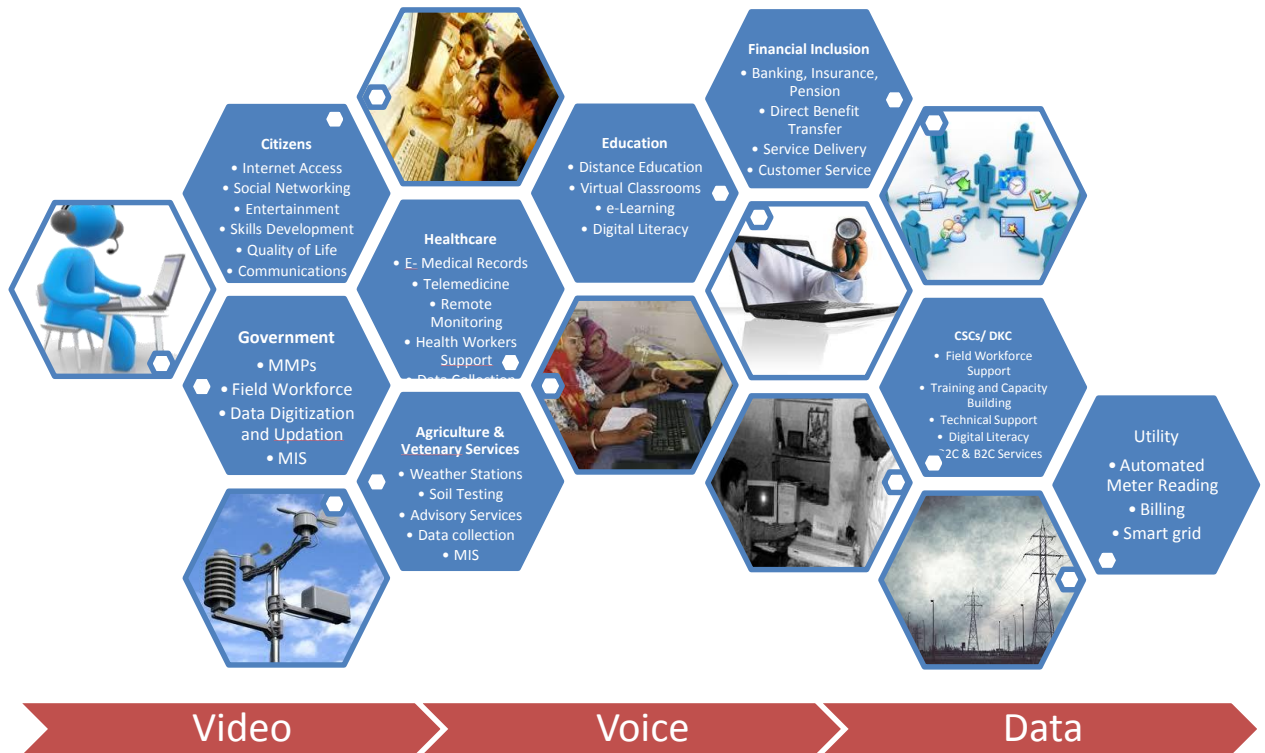 Citizens
• Internet Access
• Social Networking
• Entertainment
• Skills Development
• Quality of Life
• Communications
Government
• MMPs
• Field Workforce
• Data Digitization
and Updation
• MIS
Healthcare
• E- Medical Records
• Telemedicine
• Remote
Monitoring
• Health Workers
Support
• Data Collection
Agriculture &
Vetenary Services
• Weather Stations
• Soil Testing
• Advisory Services
• Data collection
• MIS
Education
• Distance Education
• Virtual Classrooms
• e-Learning
• Digital Literacy
Financial Inclusion
• Banking, Insurance,
Pension
• Direct Benefit
Transfer
• Service Delivery
• Customer Service
CSCs/ DKC
• Field Workforce
Support
• Training and Capacity
Building
• Technical Support
• Digital Literacy
& B2C Services
Utility
• Automated
Meter Reading
• Billing
• Smart grid
Video
Voice
Data